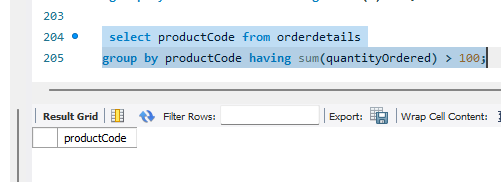 203
204 select productCode from orderdetails
205 group by productCode having sum(quantityOrdered) > 100;
Result Grid Filter Rows: Export: Wrap Cell Content:
productCode